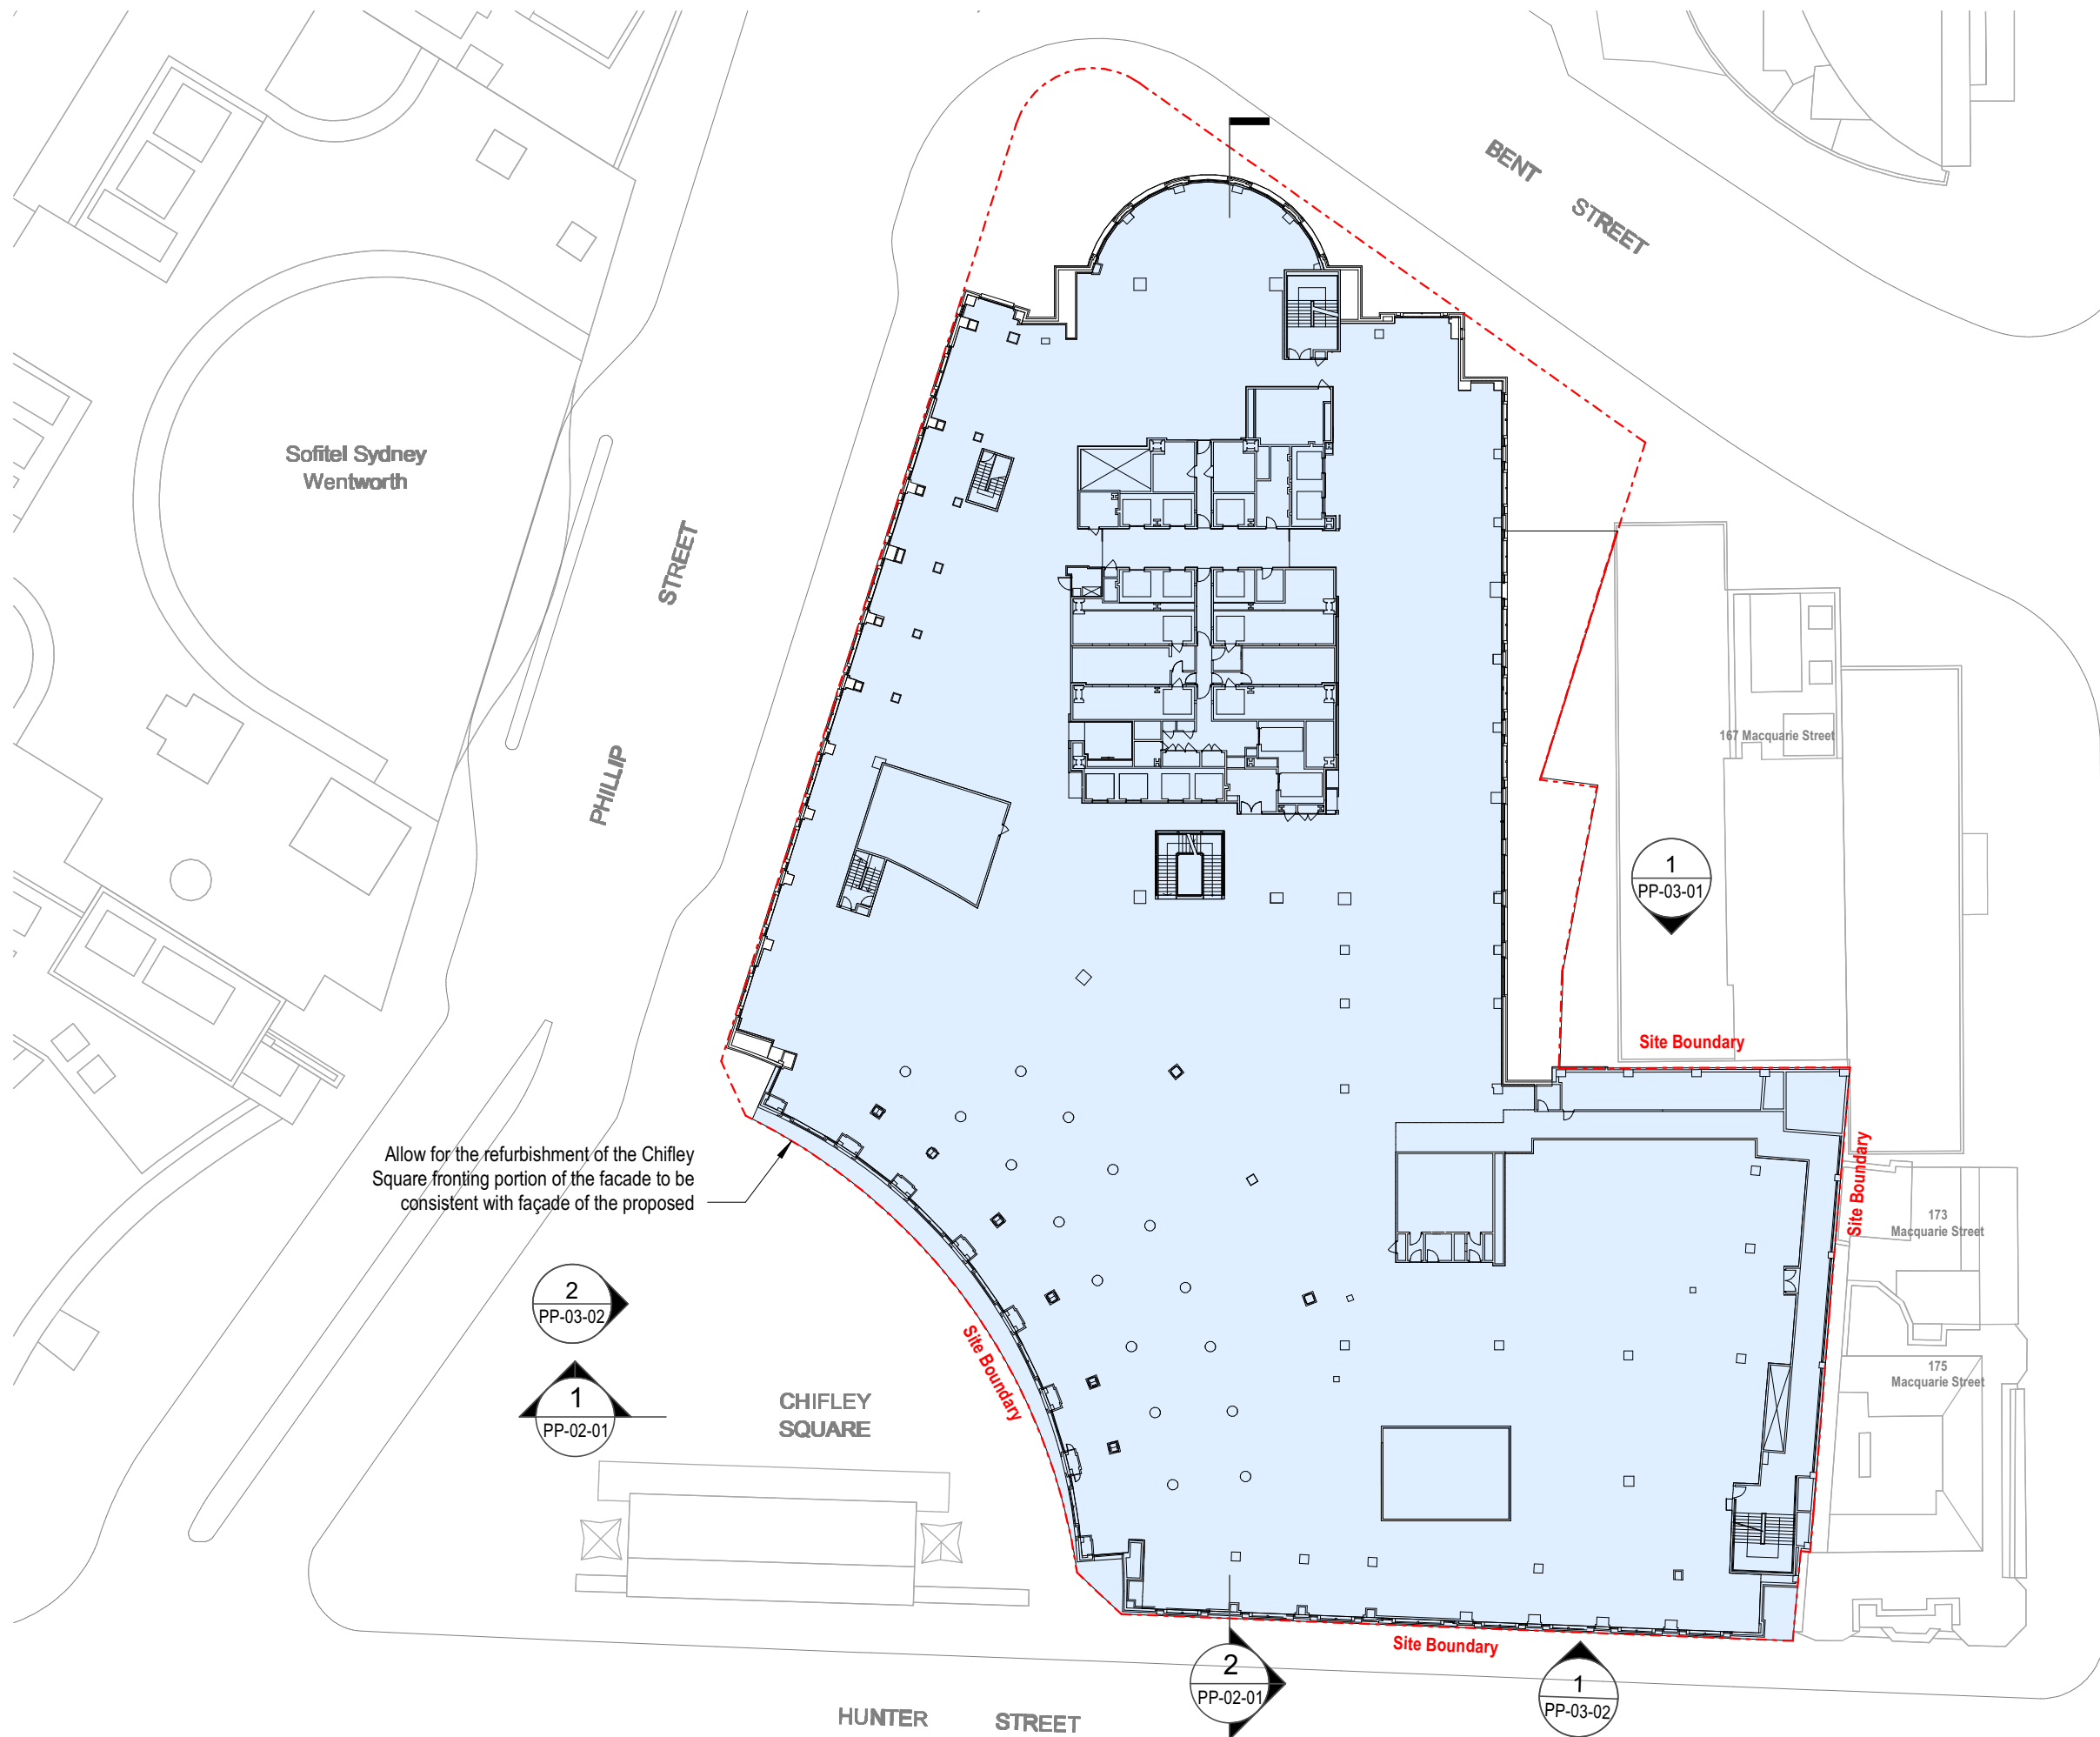 BENT
STREET
Sofitel Sydney
Wentworth
STREET
PHILLIP
167 Macquarie Street
1
PP-03-01
Site Boundary
Site Boundary
Allow for the refurbishment of the Chifley
Square fronting portion of the facade to be
consistent with façade of the proposed
173
Macquarie Street
2
PP-03-02
Site Boundary
1
PP-02-01
CHIFLEY
SQUARE
175
Macquarie Street
Site Boundary
2
PP-02-01
1
PP-03-02
HUNTER STREET